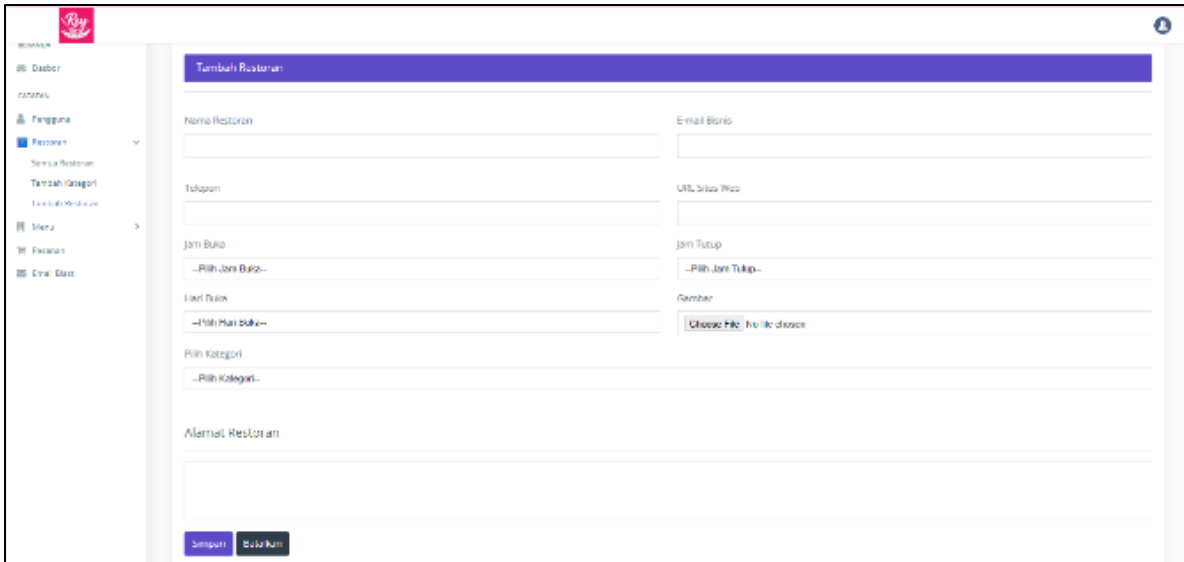 Roy
BERANDA
Dasbor
CATATAN
Pengguna
Restoran
Semua Restoran
Tambah Kategori
Tambah Restoran
Menu
Pesanan
Email Blast
Tambah Restoran
Nama Restoran
E-mail Bisnis
Telepon
URL Situs Web
Jam Buka
Jam Tutup
--Pilih Jam Buka--
--Pilih Jam Tutup--
Hari Buka
Gambar
--Pilih Hari Buka--
Choose File No file chosen
Pilih Kategori
--Pilih Kategori--
Alamat Restoran
Simpan Batalkan